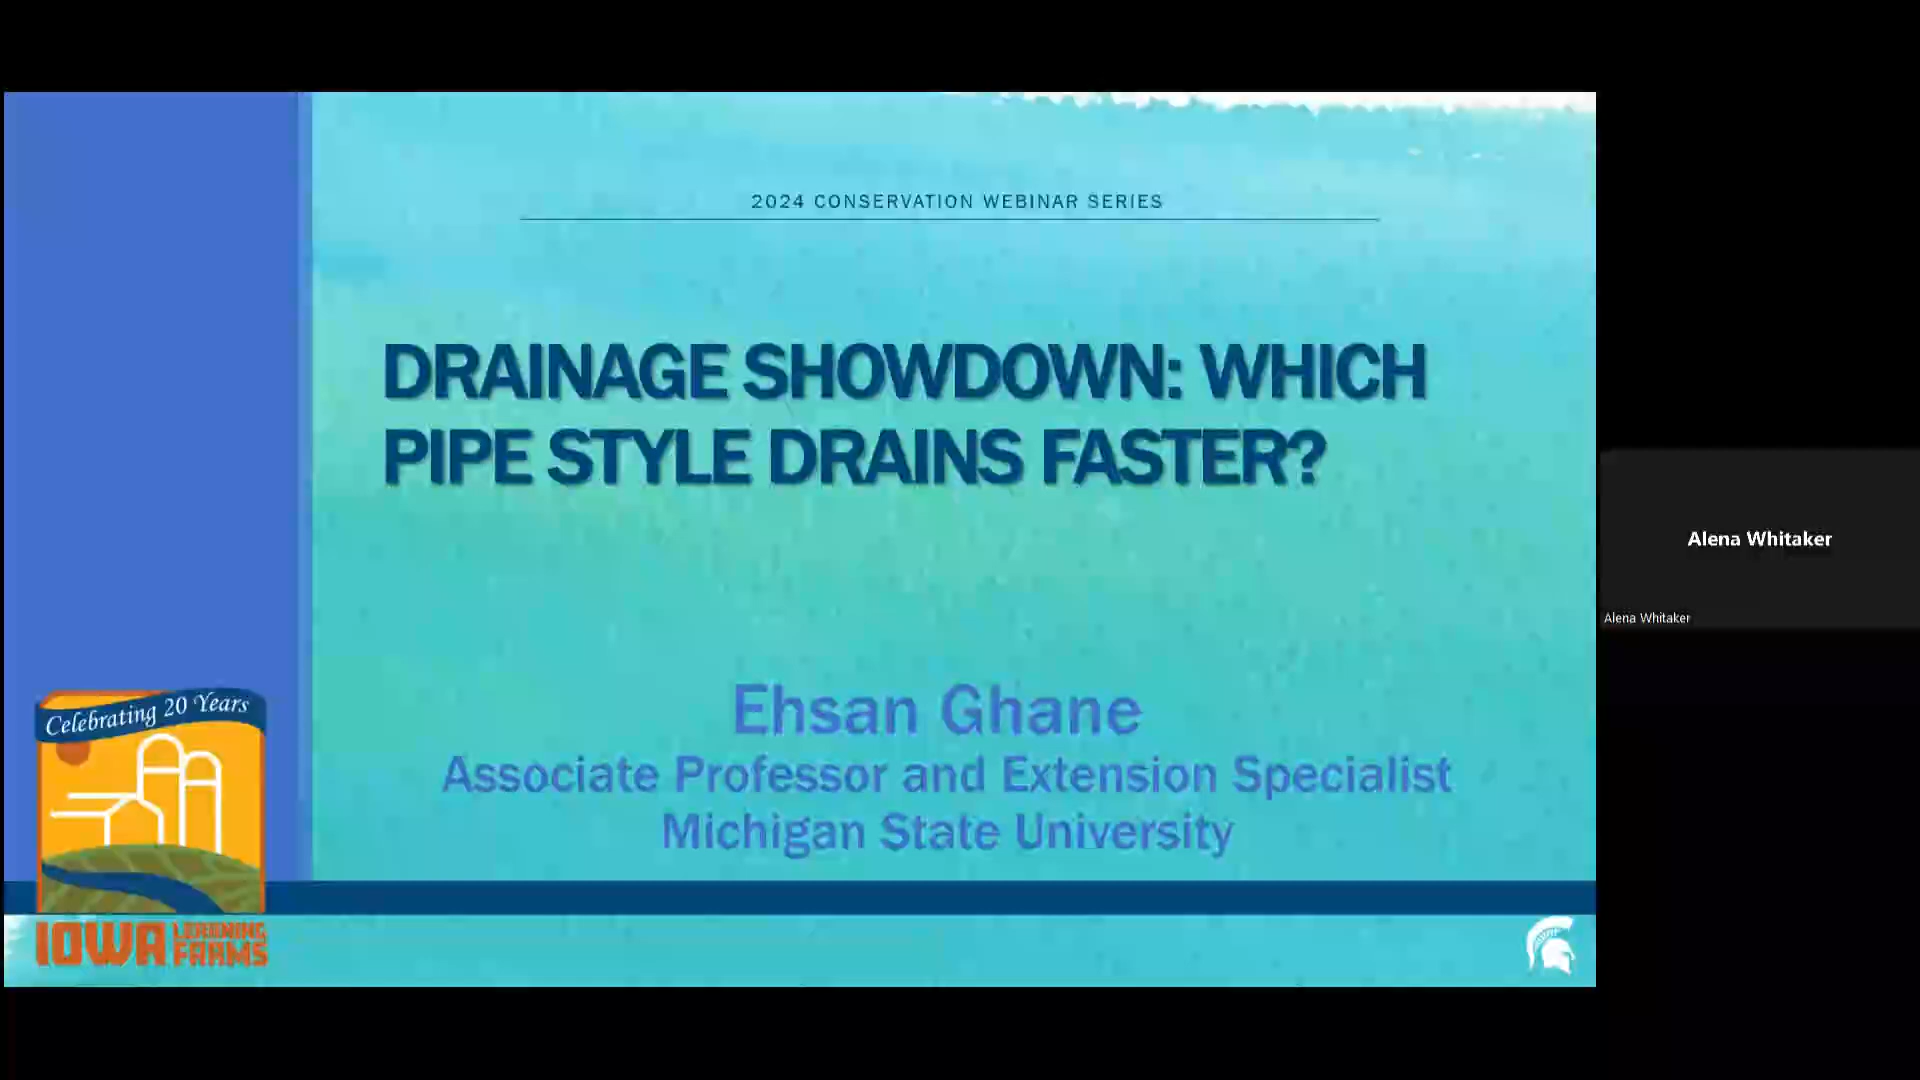 2024 CONSERVATION WEBINAR SERIES
DRAINAGE SHOWDOWN: WHICH
PIPE STYLE DRAINS FASTER?
Ehsan Ghane
Associate Professor and Extension Specialist
Michigan State University
Celebrating 20 Years
IOWA LEARNING
FARMS
Alena Whitaker
Alena Whitaker